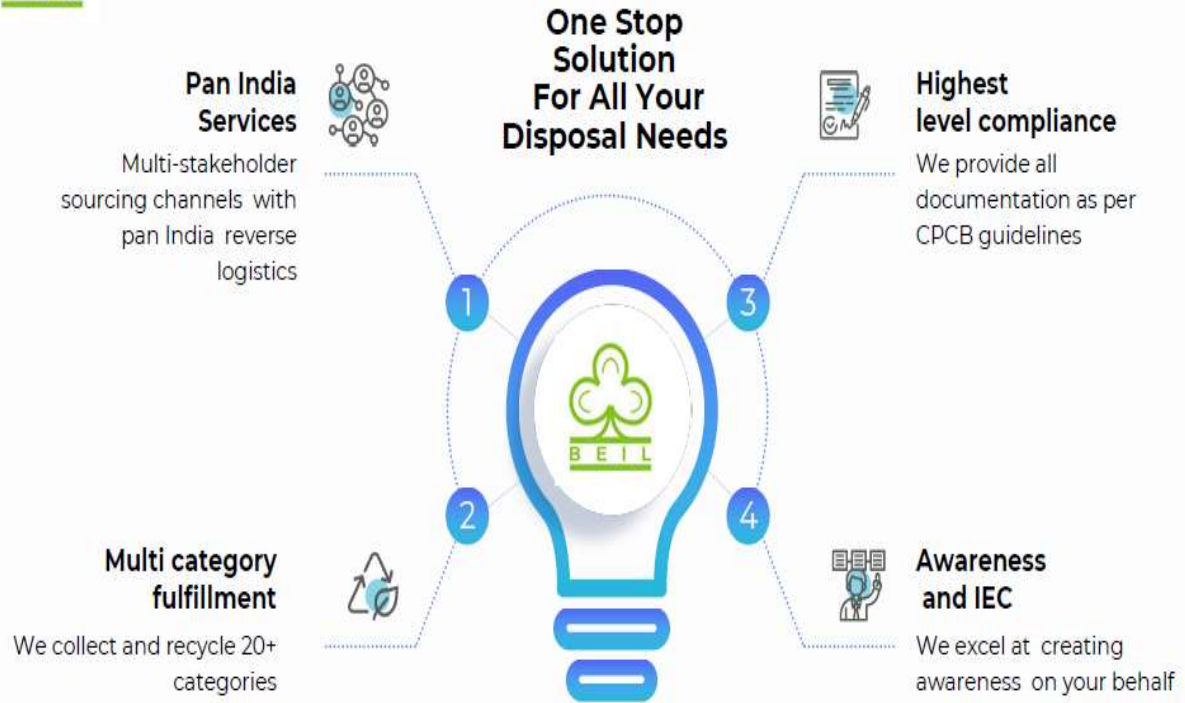 One Stop
Solution
For All Your
Disposal Needs
Pan India
Services
Multi-stakeholder
sourcing channels with
pan India reverse
logistics
1
Multi category
fulfillment
We collect and recycle 20+
categories
2
Highest
level compliance
We provide all
documentation as per
CPCB guidelines
3
Awareness
and IEC
We excel at creating
awareness on your behalf
4
BEIL